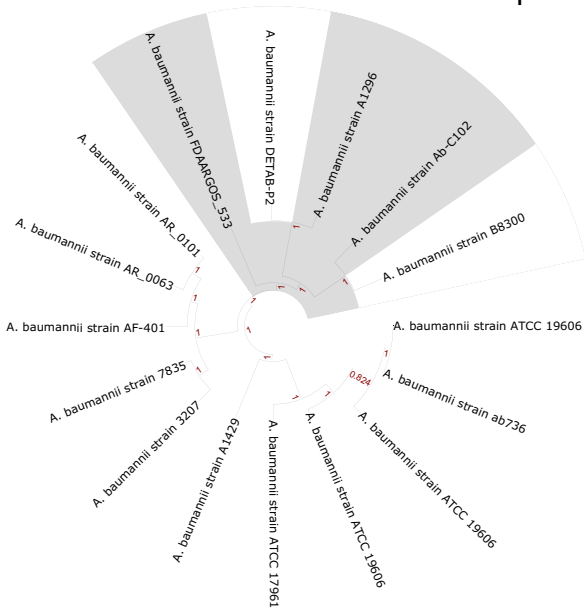 A. baumannii strain FDAARGOS_533
A. baumannii strain DETAB-P2
A. baumannii strain A1296
A. baumannii strain Ab-C102
A. baumannii strain B8300
A. baumannii strain ATCC 19606
A. baumannii strain ab736
A. baumannii strain ATCC 19606
A. baumannii strain ATCC 19606
A. baumannii strain ATCC 17961
A. baumannii strain A1429
A. baumannii strain 3207
A. baumannii strain 7835
A. baumannii strain AF-401
A. baumannii strain AR_0063
A. baumannii strain AR_0101
1
1
1
1
1
1
1
1
1
1
1
1
1
1
0.824